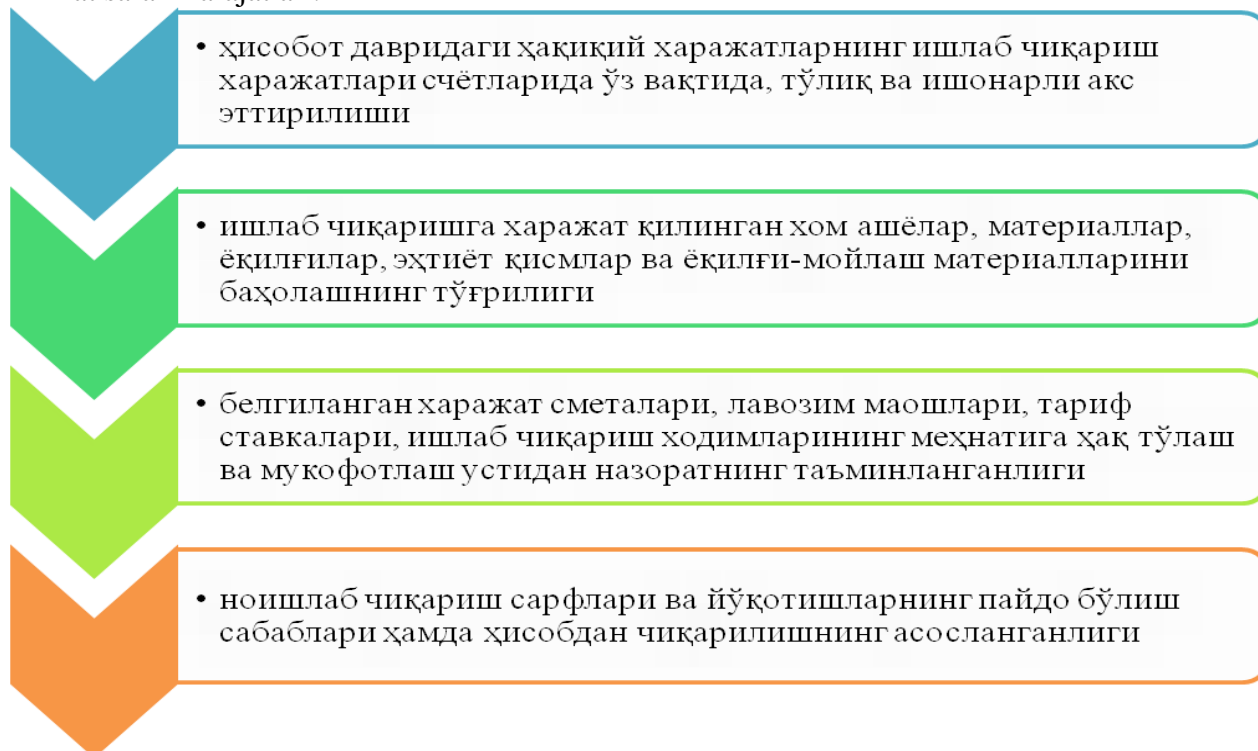 • ҳисобот давридаги ҳақиқий харажатларнинг ишлаб чиқариш
харажатлари счётларида ўз вақтида, тўлиқ ва ишонарли акс
эттирилиши
• ишлаб чиқаришга харажат қилинган хом ашёлар, материаллар,
ёқилғилар, эҳтиёт қисмлар ва ёқилғи-мойлаш материалларини
баҳолашнинг тўғрилиги
• белгиланган харажат сметалари, лавозим маошлари, тариф
ставкалари, ишлаб чиқариш ходимларининг меҳнатига ҳақ тўлаш
ва мукофотлаш устидан назоратнинг таъминланганлиги
• ноишлаб чиқариш сарфлари ва йўқотишларнинг пайдо бўлиш
сабаблари ҳамда ҳисобдан чиқарилишнинг асосланганлиги